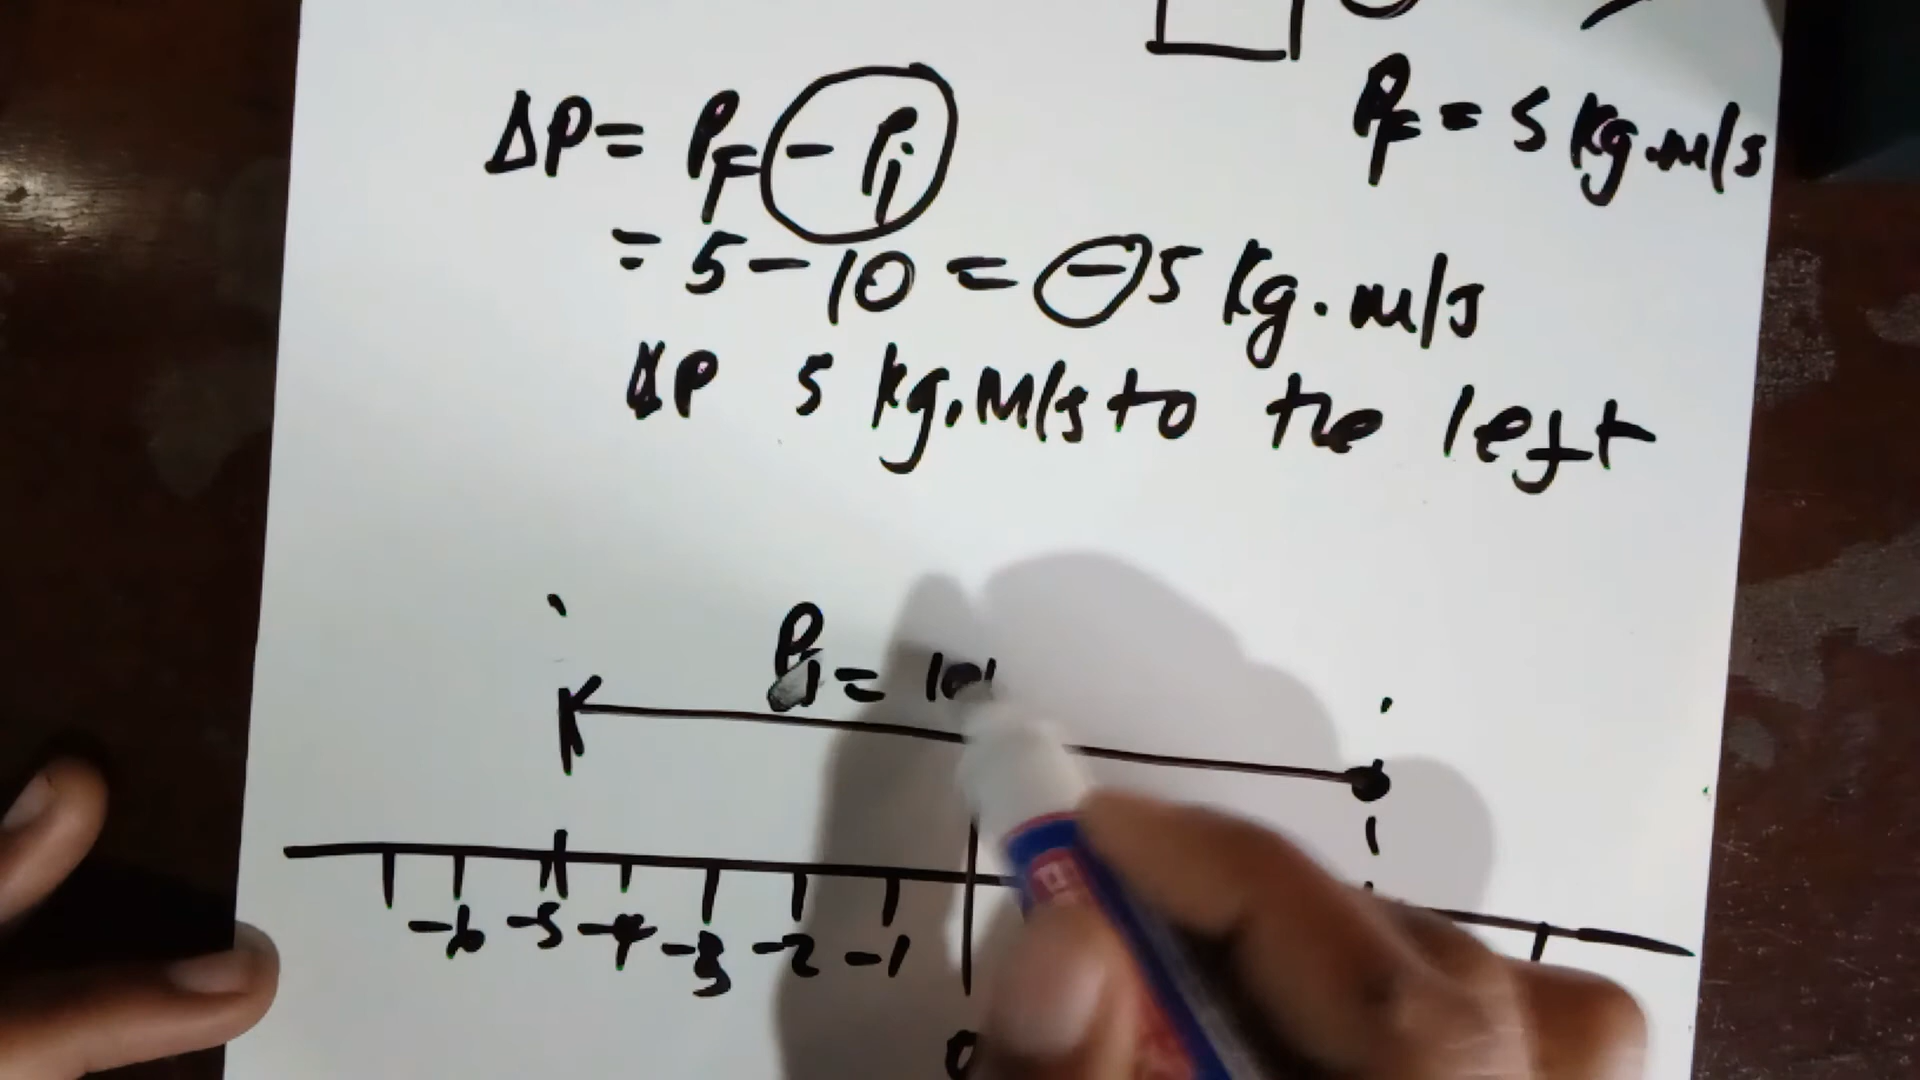 PF = 5 kg.m/s
ΔP = PF - Pi
= 5 - 10 = -5 kg.m/s
ΔP 5 kg.M/s to the left
Pi = 10
-6 -5 -4 -3 -2 -1
0